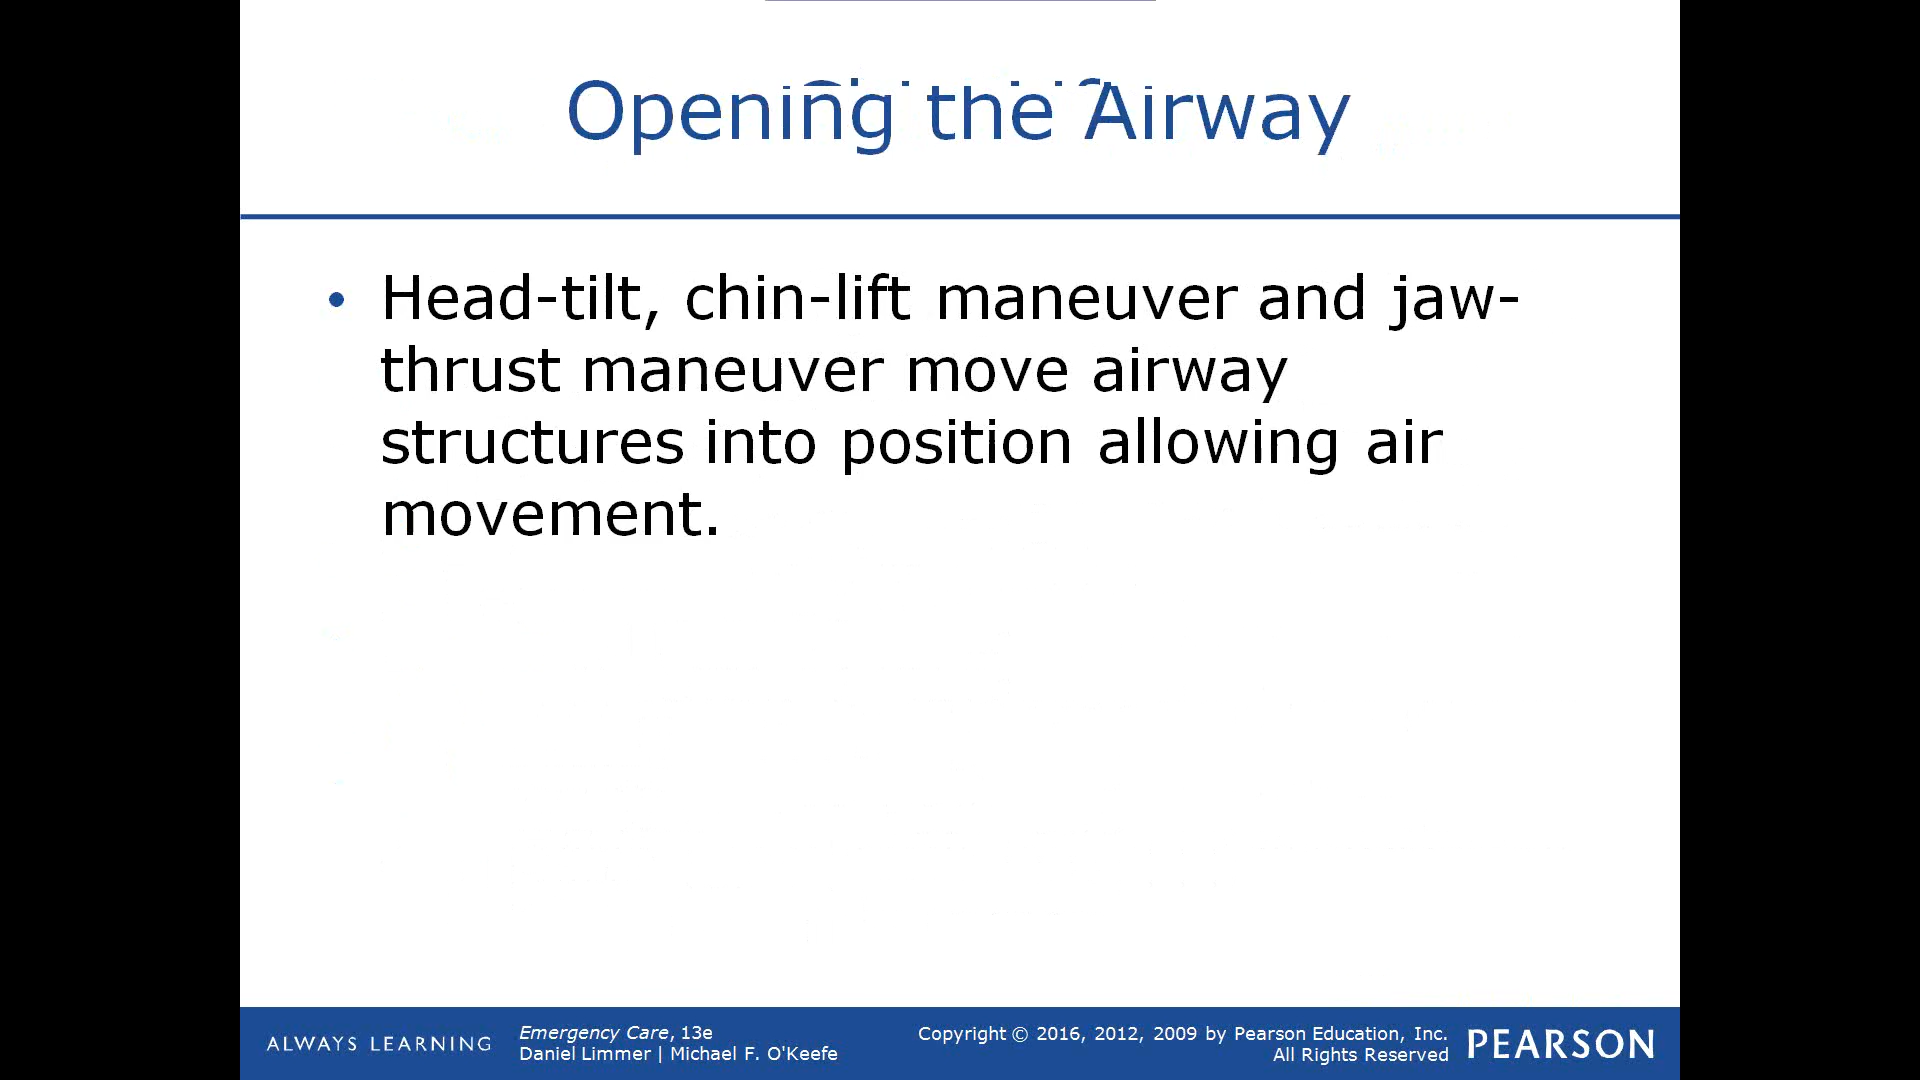 Opening the Airway
• Head-tilt, chin-lift maneuver and jaw-
thrust maneuver move airway
structures into position allowing air
movement.
ALWAYS LEARNING
Emergency Care, 13e
Daniel Limmer | Michael F. O'Keefe
Copyright © 2016, 2012, 2009 by Pearson Education, Inc.
All Rights Reserved
PEARSON